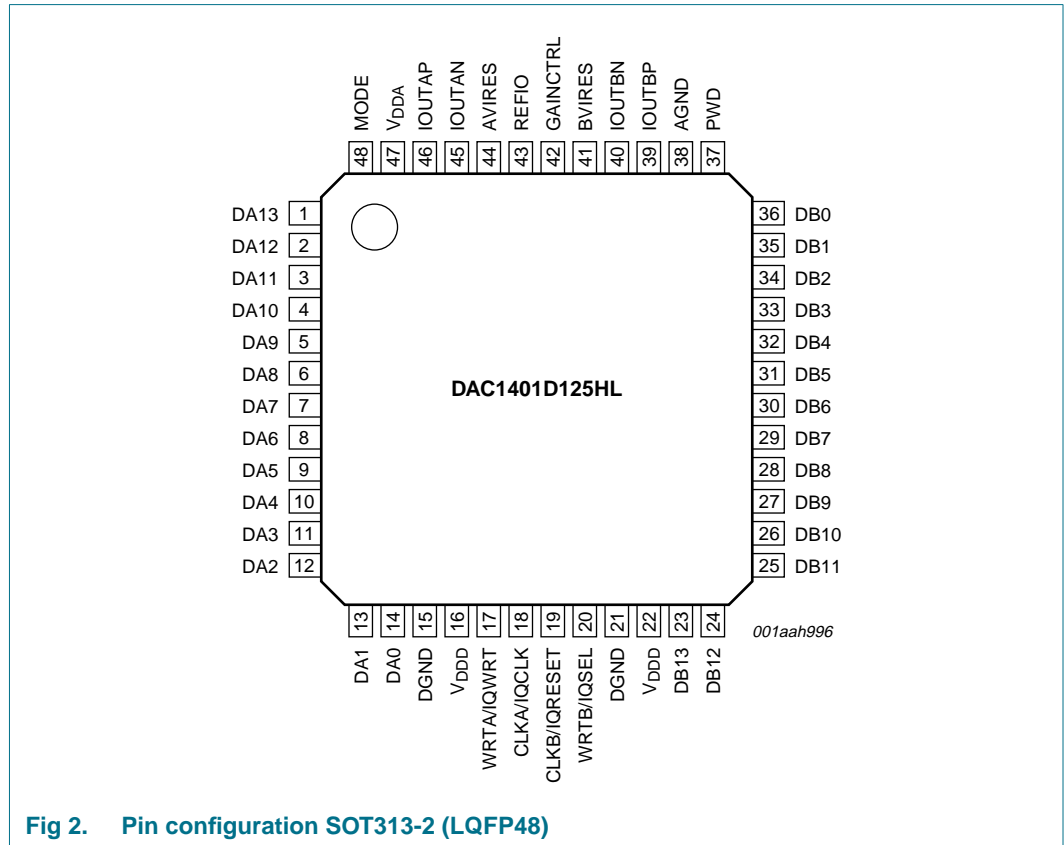 MODE
VDDA
IOUTAP
IOUTAN
AVIRES
REFIO
GAINCTRL
BVIRES
IOUTBN
IOUTBP
AGND
PWD
48
47
46
45
44
43
42
41
40
39
38
37
DA13 1
DA12 2
DA11 3
DA10 4
DA9 5
DA8 6
DA7 7
DA6 8
DA5 9
DA4 10
DA3 11
DA2 12
DAC1401D125HL
36 DB0
35 DB1
34 DB2
33 DB3
32 DB4
31 DB5
30 DB6
29 DB7
28 DB8
27 DB9
26 DB10
25 DB11
13
14
15
16
17
18
19
20
21
22
23
24
001aah996
DA1
DA0
DGND
VDDD
WRTA/IQWRT
CLKA/IQCLK
CLKB/IQRESET
WRTB/IQSEL
DGND
VDDD
DB13
DB12
Fig 2. Pin configuration SOT313-2 (LQFP48)